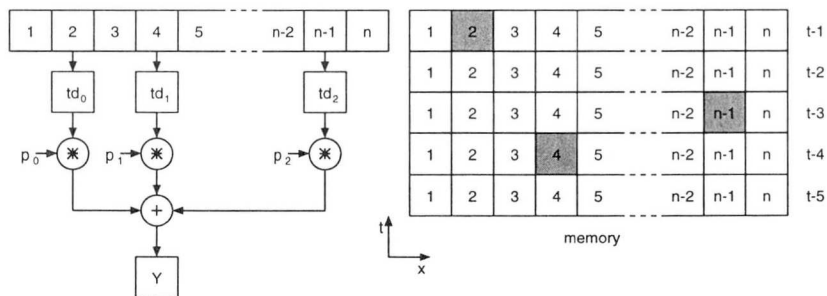 1 2 3 4 5 n-2 n-1 n
td0 td1 td2
p0 * p1 * p2 *
+
Y
1 2 3 4 5 n-2 n-1 n t-1
1 2 3 4 5 n-2 n-1 n t-2
1 2 3 4 5 n-2 n-1 n t-3
1 2 3 4 5 n-2 n-1 n t-4
1 2 3 4 5 n-2 n-1 n t-5
memory
t
x